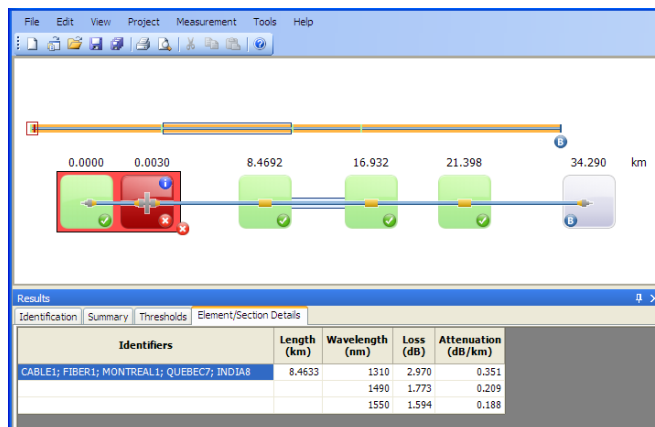 File Edit View Project Measurement Tools Help
0.0000 0.0030 8.4692 16.932 21.398 34.290 km
B
B
Results
Identification Summary Thresholds Element/Section Details
Identifiers Length (km) Wavelength (nm) Loss (dB) Attenuation (dB/km)
CABLE1; FIBER1; MONTREAL1; QUEBEC7; INDIA8 8.4633 1310 2.970 0.351
1490 1.773 0.209
1550 1.594 0.188